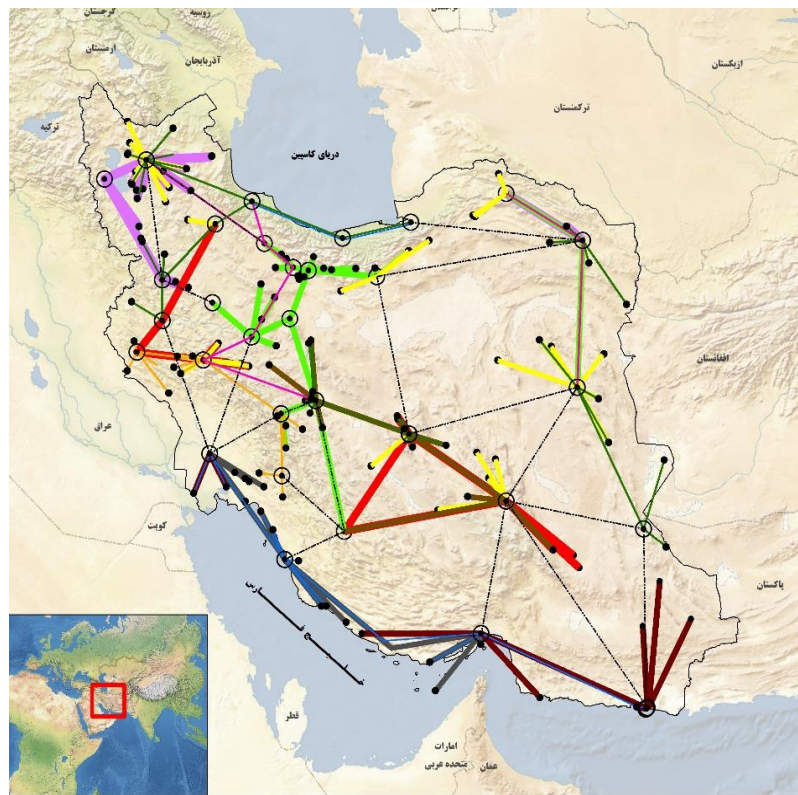 گرجستان
روسیه
ارمنستان
آذربایجان
ازبکستان
ترکمنستان
ترکیه
دریای کاسپین
افغانستان
عراق
کویت
پاکستان
خلیج فارس
قطر
امارات
متحده عربی
عمان